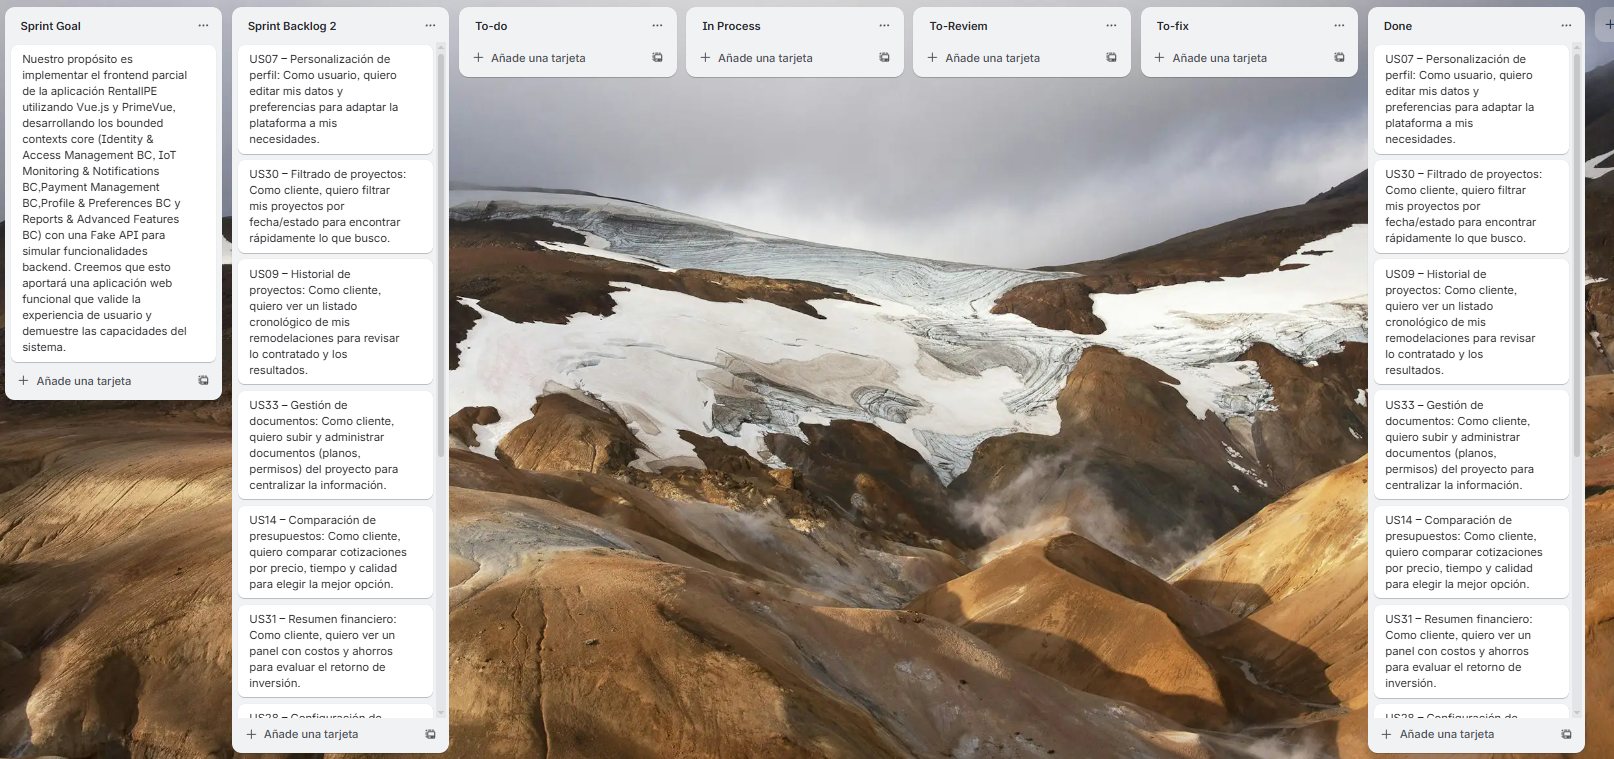 Sprint Goal
Nuestro propósito es
implementar el frontend parcial
de la aplicación RentallPE
utilizando Vue.js y PrimeVue,
desarrollando los bounded
contexts core (Identity &
Access Management BC, IoT
Monitoring & Notifications
BC,Payment Management
BC,Profile & Preferences BC y
Reports & Advanced Features
BC) con una Fake API para
simular funcionalidades
backend. Creemos que esto
aportará una aplicación web
funcional que valide la
experiencia de usuario y
demuestre las capacidades del
sistema.
Añade una tarjeta
Sprint Backlog 2
US07 – Personalización de
perfil: Como usuario, quiero
editar mis datos y
preferencias para adaptar la
plataforma a mis
necesidades.
US30 – Filtrado de proyectos:
Como cliente, quiero filtrar
mis proyectos por
fecha/estado para encontrar
rápidamente lo que busco.
US09 – Historial de
proyectos: Como cliente,
quiero ver un listado
cronológico de mis
remodelaciones para revisar
lo contratado y los
resultados.
US33 – Gestión de
documentos: Como cliente,
quiero subir y administrar
documentos (planos,
permisos) del proyecto para
centralizar la información.
US14 – Comparación de
presupuestos: Como cliente,
quiero comparar cotizaciones
por precio, tiempo y calidad
para elegir la mejor opción.
US31 – Resumen financiero:
Como cliente, quiero ver un
panel con costos y ahorros
para evaluar el retorno de
inversión.
US28 – Configuración de
Añade una tarjeta
To-do
Añade una tarjeta
In Process
Añade una tarjeta
To-Reviem
Añade una tarjeta
To-fix
Añade una tarjeta
Done
US07 – Personalización de
perfil: Como usuario, quiero
editar mis datos y
preferencias para adaptar la
plataforma a mis
necesidades.
US30 – Filtrado de proyectos:
Como cliente, quiero filtrar
mis proyectos por
fecha/estado para encontrar
rápidamente lo que busco.
US09 – Historial de
proyectos: Como cliente,
quiero ver un listado
cronológico de mis
remodelaciones para revisar
lo contratado y los
resultados.
US33 – Gestión de
documentos: Como cliente,
quiero subir y administrar
documentos (planos,
permisos) del proyecto para
centralizar la información.
US14 – Comparación de
presupuestos: Como cliente,
quiero comparar cotizaciones
por precio, tiempo y calidad
para elegir la mejor opción.
US31 – Resumen financiero:
Como cliente, quiero ver un
panel con costos y ahorros
para evaluar el retorno de
inversión.
US28 – Configuración de
Añade una tarjeta